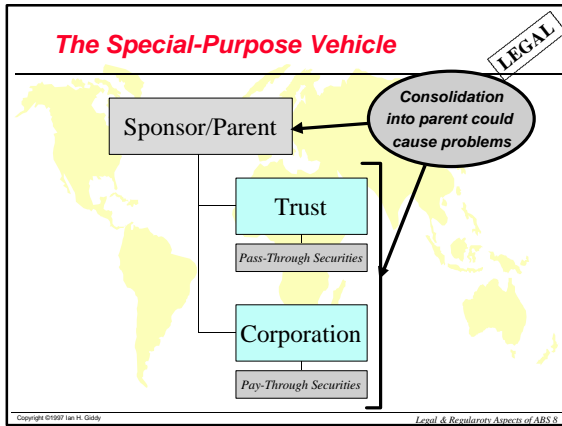 The Special-Purpose Vehicle
LEGAL
Consolidation
into parent could
cause problems
Sponsor/Parent
Trust
Pass-Through Securities
Corporation
Pay-Through Securities
Copyright ©1997 Ian H. Giddy
Legal & Regularoty Aspects of ABS 8